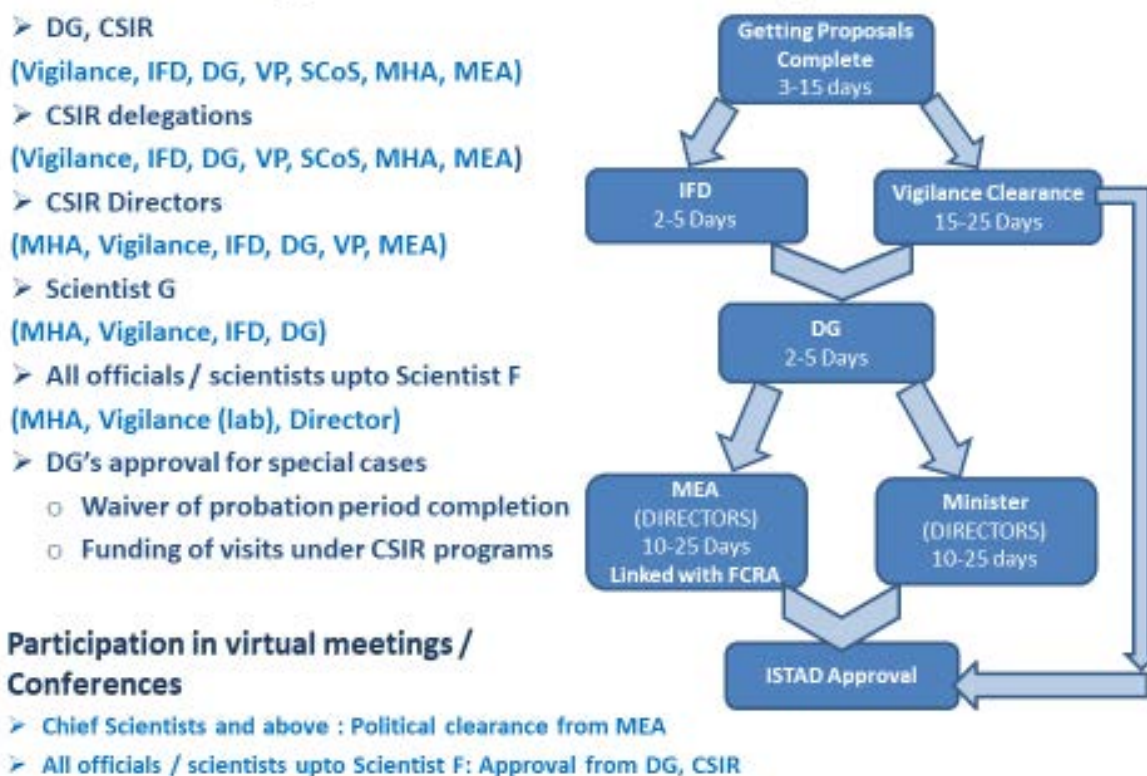 ➢ DG, CSIR
(Vigilance, IFD, DG, VP, SCoS, MHA, MEA)
➢ CSIR delegations
(Vigilance, IFD, DG, VP, SCoS, MHA, MEA)
➢ CSIR Directors
(MHA, Vigilance, IFD, DG, VP, MEA)
➢ Scientist G
(MHA, Vigilance, IFD, DG)
➢ All officials / scientists upto Scientist F
(MHA, Vigilance (lab), Director)
➢ DG's approval for special cases
o Waiver of probation period completion
o Funding of visits under CSIR programs
Participation in virtual meetings /
Conferences
➢ Chief Scientists and above : Political clearance from MEA
➢ All officials / scientists upto Scientist F: Approval from DG, CSIR
Getting Proposals
Complete
3-15 days
IFD
2-5 Days
Vigilance Clearance
15-25 Days
DG
2-5 Days
MEA
(DIRECTORS)
10-25 Days
Linked with FCRA
Minister
(DIRECTORS)
10-25 days
ISTAD Approval